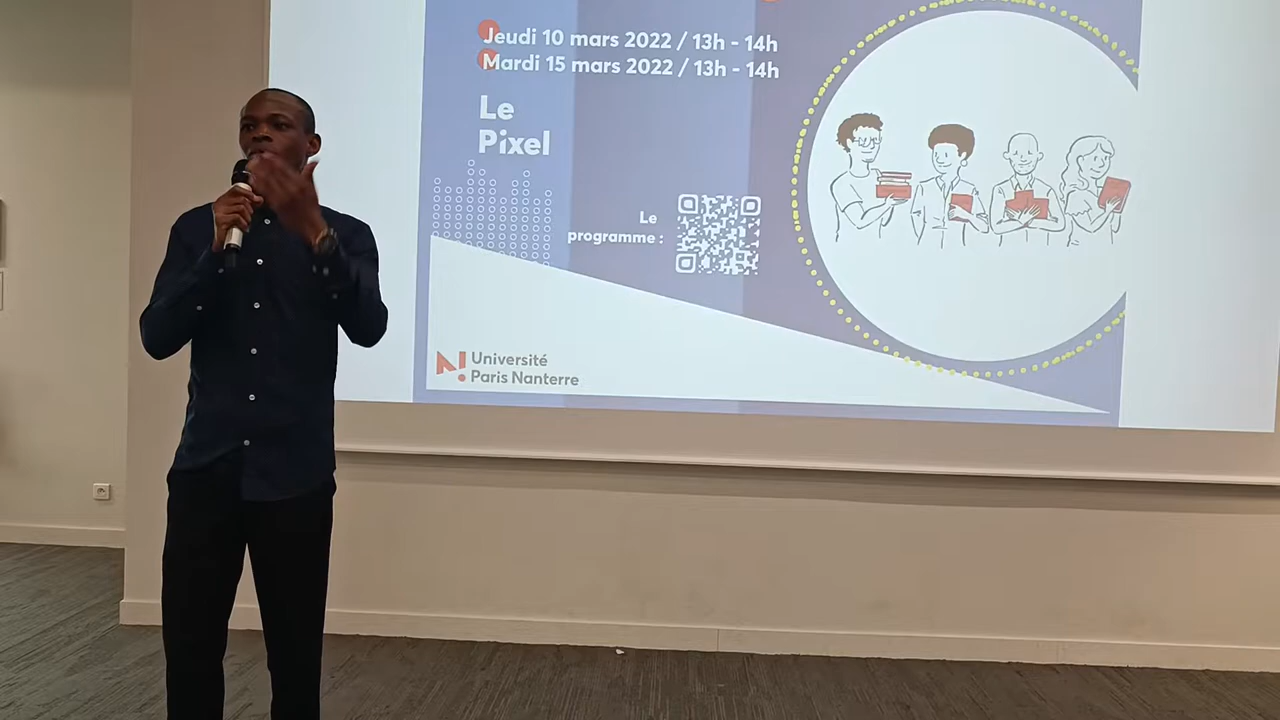 Jeudi 10 mars 2022 / 13h - 14h
Mardi 15 mars 2022 / 13h - 14h
Le
Pixel
Le
programme :
Université
Paris Nanterre